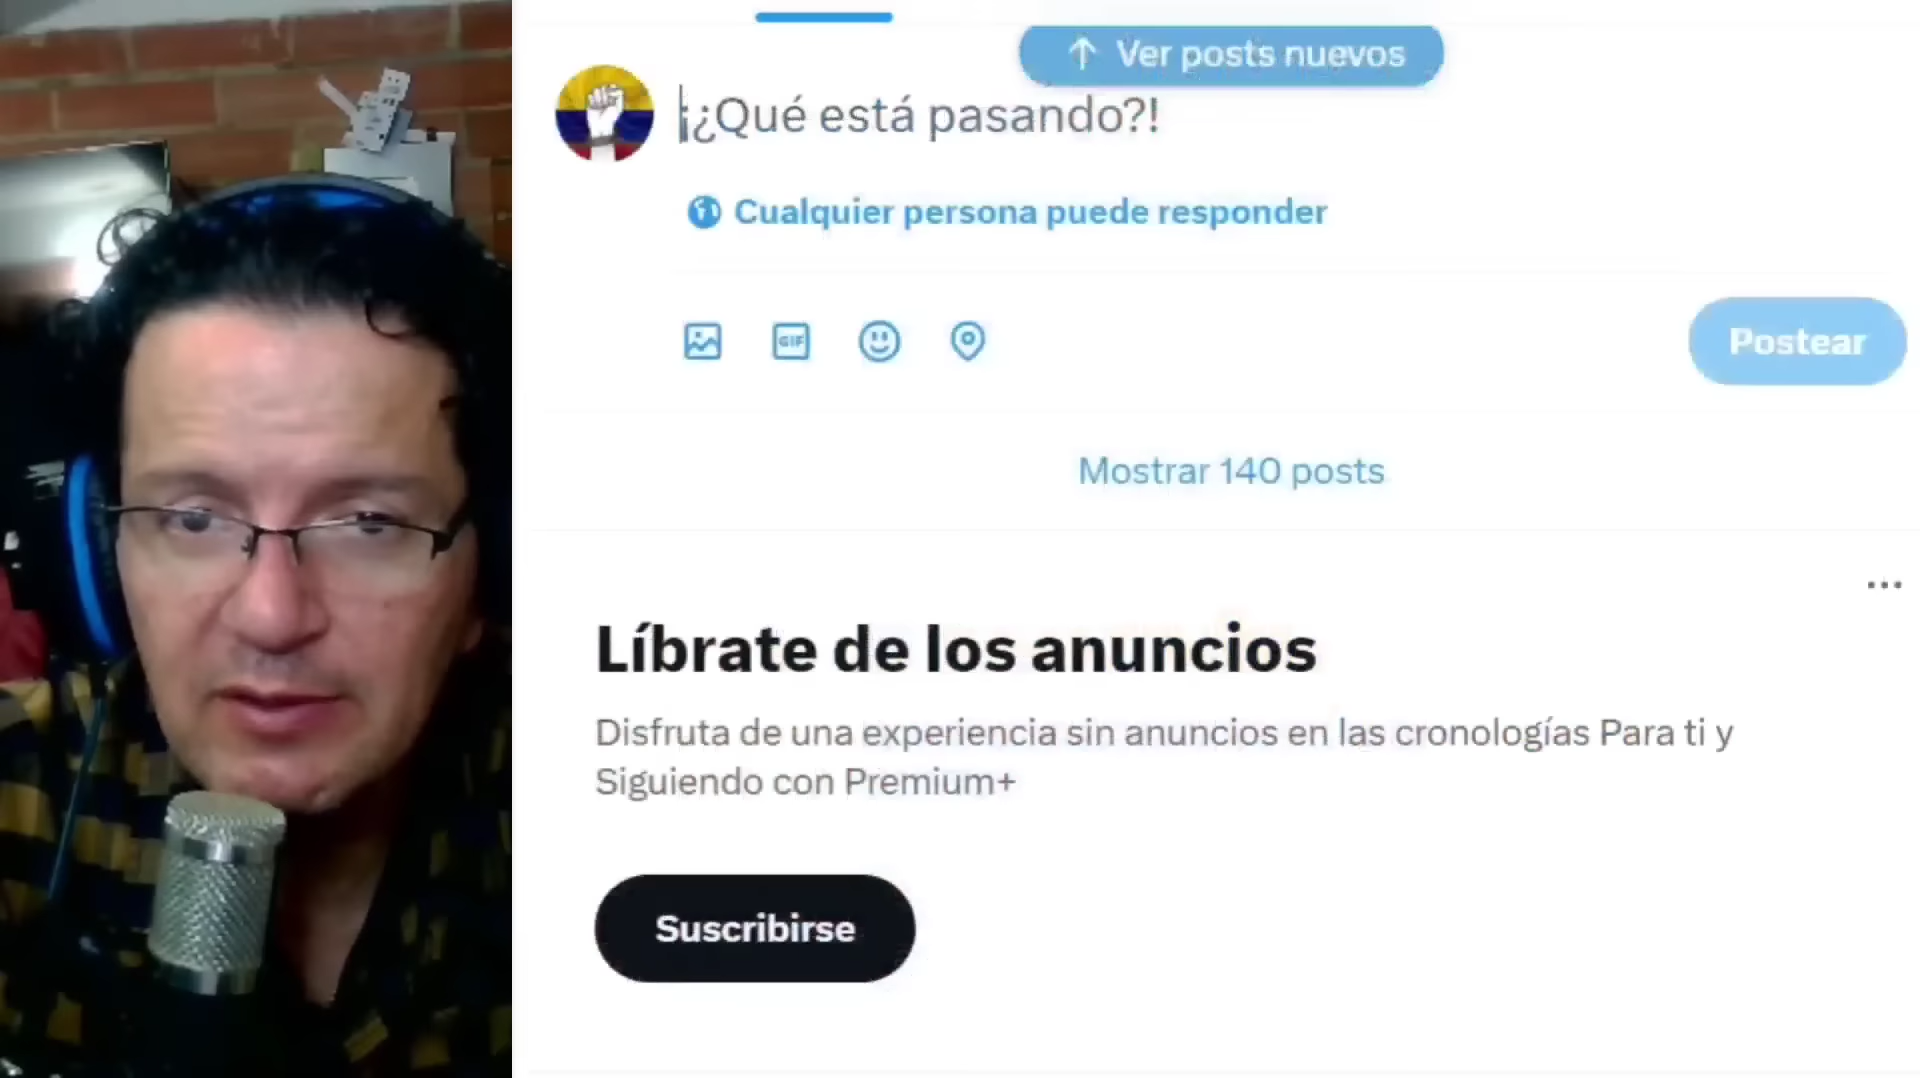 Ver posts nuevos
¡¿Qué está pasando?!
Cualquier persona puede responder
GIF
Postear
Mostrar 140 posts
Líbrate de los anuncios
Disfruta de una experiencia sin anuncios en las cronologías Para ti y
Siguiendo con Premium+
Suscribirse